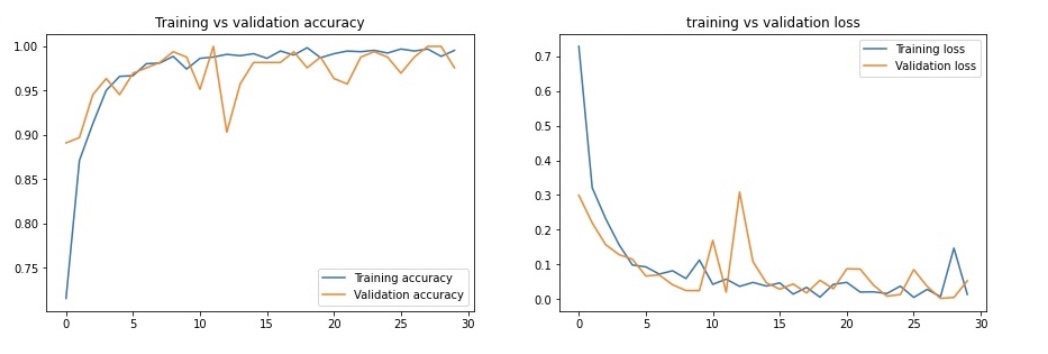 Training vs validation accuracy
1.00
0.95
0.90
0.85
0.80
0.75
0 5 10 15 20 25 30
Training accuracy
Validation accuracy
training vs validation loss
0.7
0.6
0.5
0.4
0.3
0.2
0.1
0.0
0 5 10 15 20 25 30
Training loss
Validation loss